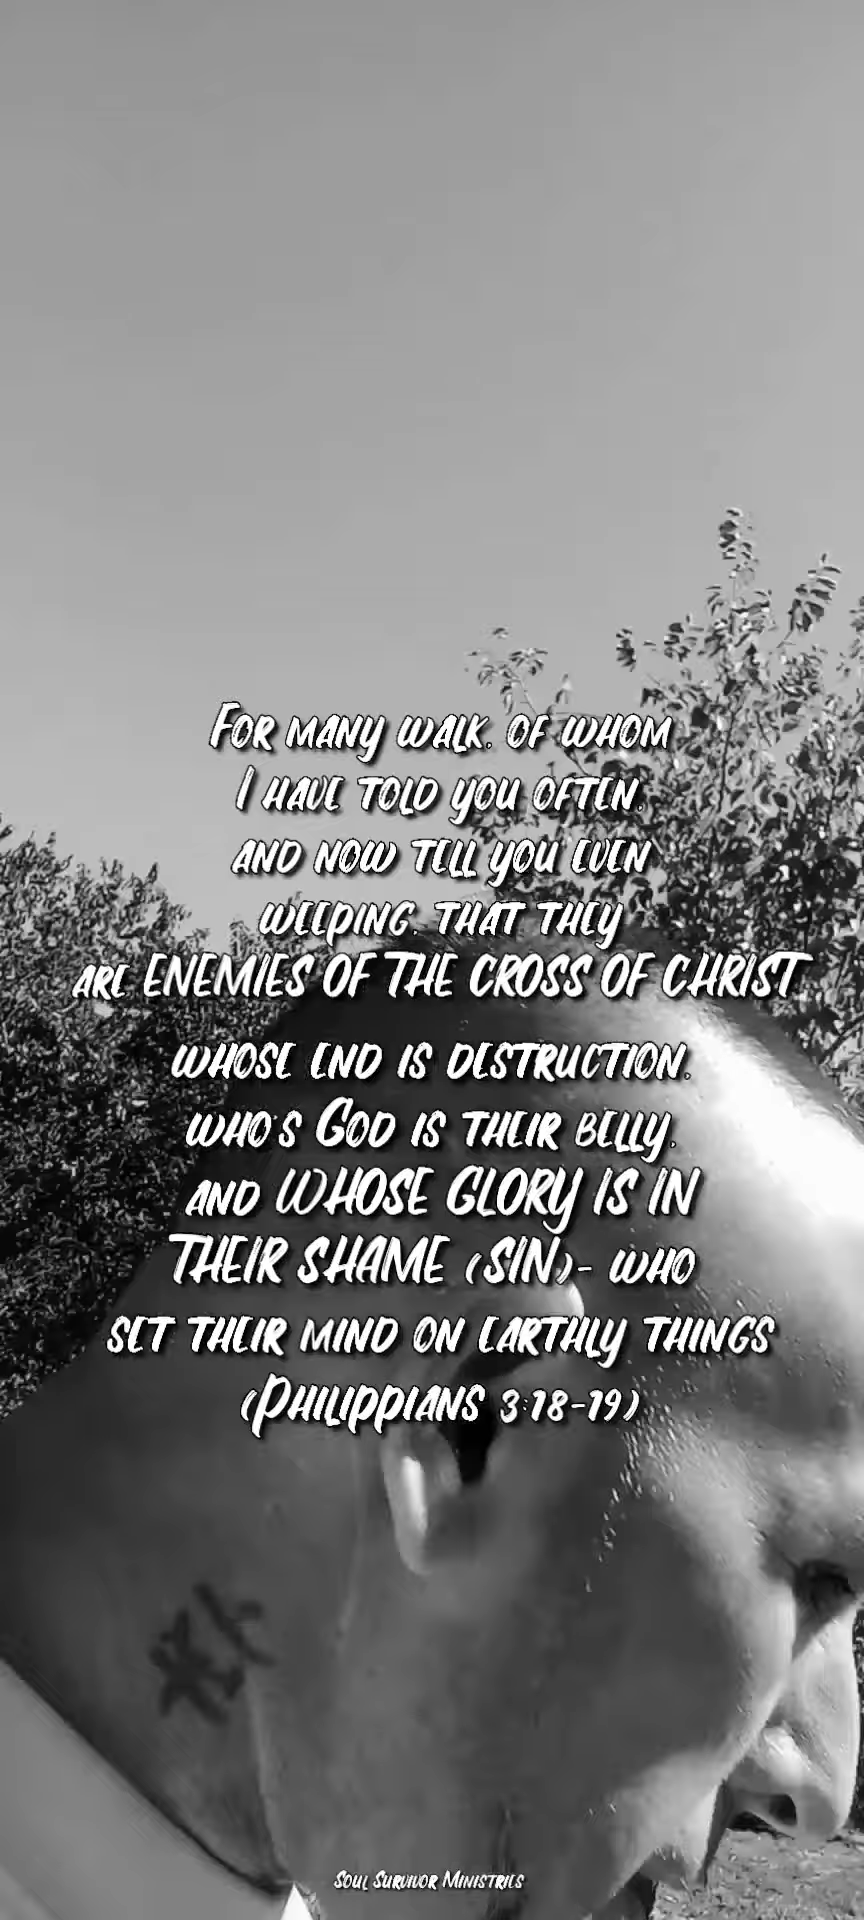 For many walk, of whom
I have told you often,
and now tell you even
weeping, that they
are ENEMIES OF THE CROSS OF CHRIST
whose end is destruction,
who's God is their belly,
and WHOSE GLORY IS IN
THEIR SHAME (SIN)- who
set their mind on earthly things
(Philippians 3:18-19)
Soul Survivor Ministries